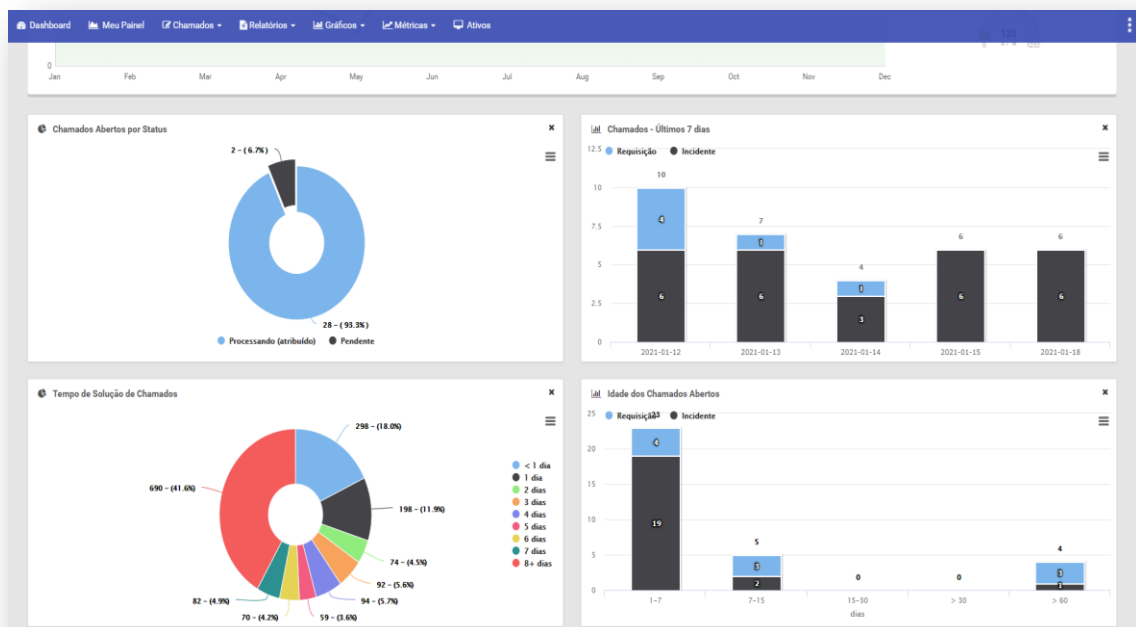 Dashboard Meu Painel Chamados Relatórios Gráficos Métricas Ativos
120
0
Jan Feb Mar Apr May Jun Jul Aug Sep Oct Nov Dec
Chamados Abertos por Status
2 - ( 6.7% )
28 - ( 93.3% )
Processando (atribuído) Pendente
Chamados - Últimos 7 dias
Requisição Incidente
12.5
10
7.5
5
2.5
0
10
4
6
7
1
6
4
1
3
6
6
6
6
2021-01-12 2021-01-13 2021-01-14 2021-01-15 2021-01-18
Tempo de Solução de Chamados
298 - (18.0%)
198 - (11.9%)
74 - (4.5%)
92 - (5.6%)
94 - (5.7%)
59 - (3.6%)
70 - (4.2%)
82 - (4.9%)
690 - (41.6%)
< 1 dia
1 dia
2 dias
3 dias
4 dias
5 dias
6 dias
7 dias
8+ dias
Idade dos Chamados Abertos
Requisição Incidente
25
20
15
10
5
0
23
4
19
5
3
2
0
0
4
3
1
1-7 7-15 15-30 > 30 > 60
dias